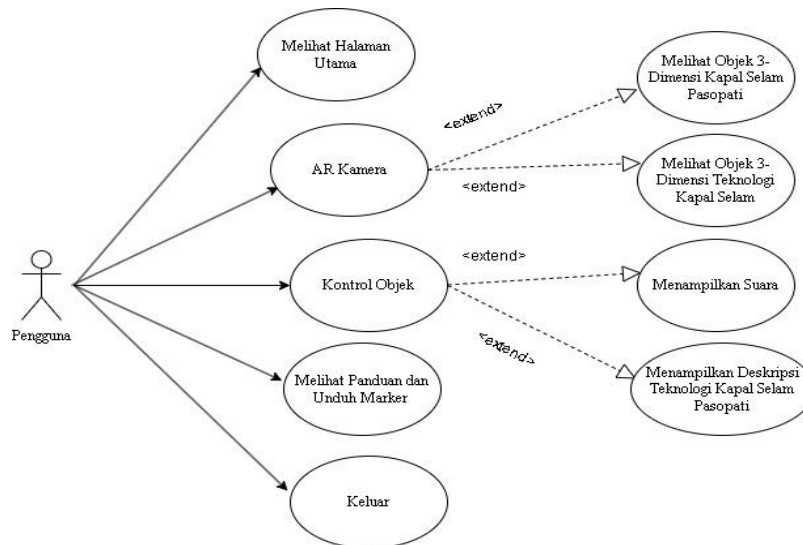 Melihat Halaman
Utama
Melihat Objek 3-
Dimensi Kapal Selam
Pasopati
<extend>
AR Kamera
Melihat Objek 3-
Dimensi Teknologi
Kapal Selam
<extend>
Pengguna
Kontrol Objek
<extend>
Menampilkan Suara
<extend>
Menampilkan Deskripsi
Teknologi Kapal Selam
Pasopati
Melihat Panduan dan
Unduh Marker
Keluar